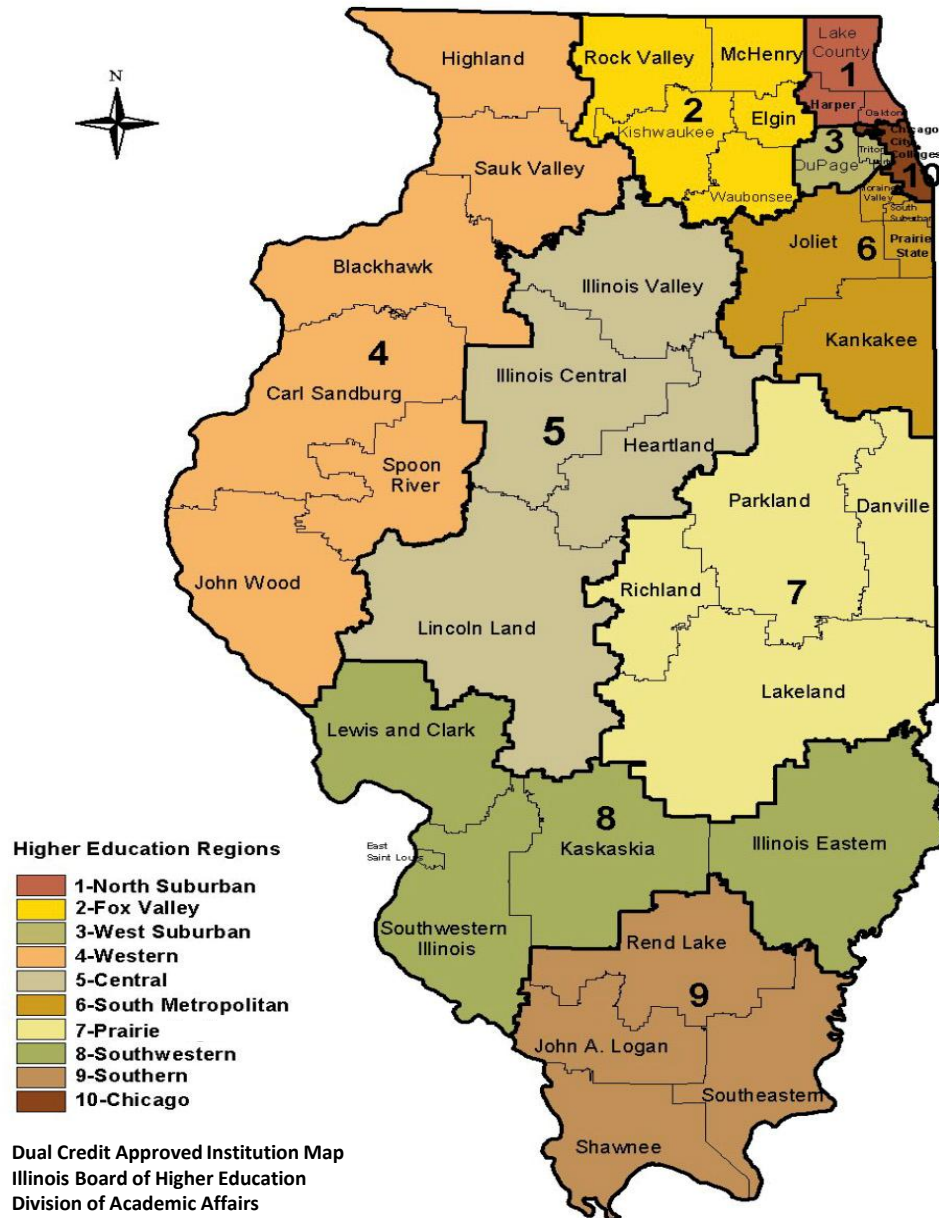 N
Highland
Rock Valley
McHenry
Lake
County
1
Harper
Oakton
2
Elgin
Kishwaukee
Chicago
City
Colleges
3
Triton
DuPage
10
Sauk Valley
Waubonsee
Valley
South
Suburban
Joliet
6
Prairie
State
Blackhawk
Illinois Valley
Kankakee
4
Illinois Central
Carl Sandburg
5
Heartland
Spoon
River
Parkland
Danville
John Wood
Richland
7
Lincoln Land
Lakeland
Lewis and Clark
8
Kaskaskia
Illinois Eastern
East
Saint Louis
Southwestern
Illinois
Rend Lake
9
John A. Logan
Southeastern
Shawnee
Higher Education Regions
1-North Suburban
2-Fox Valley
3-West Suburban
4-Western
5-Central
6-South Metropolitan
7-Prairie
8-Southwestern
9-Southern
10-Chicago
Dual Credit Approved Institution Map
Illinois Board of Higher Education
Division of Academic Affairs